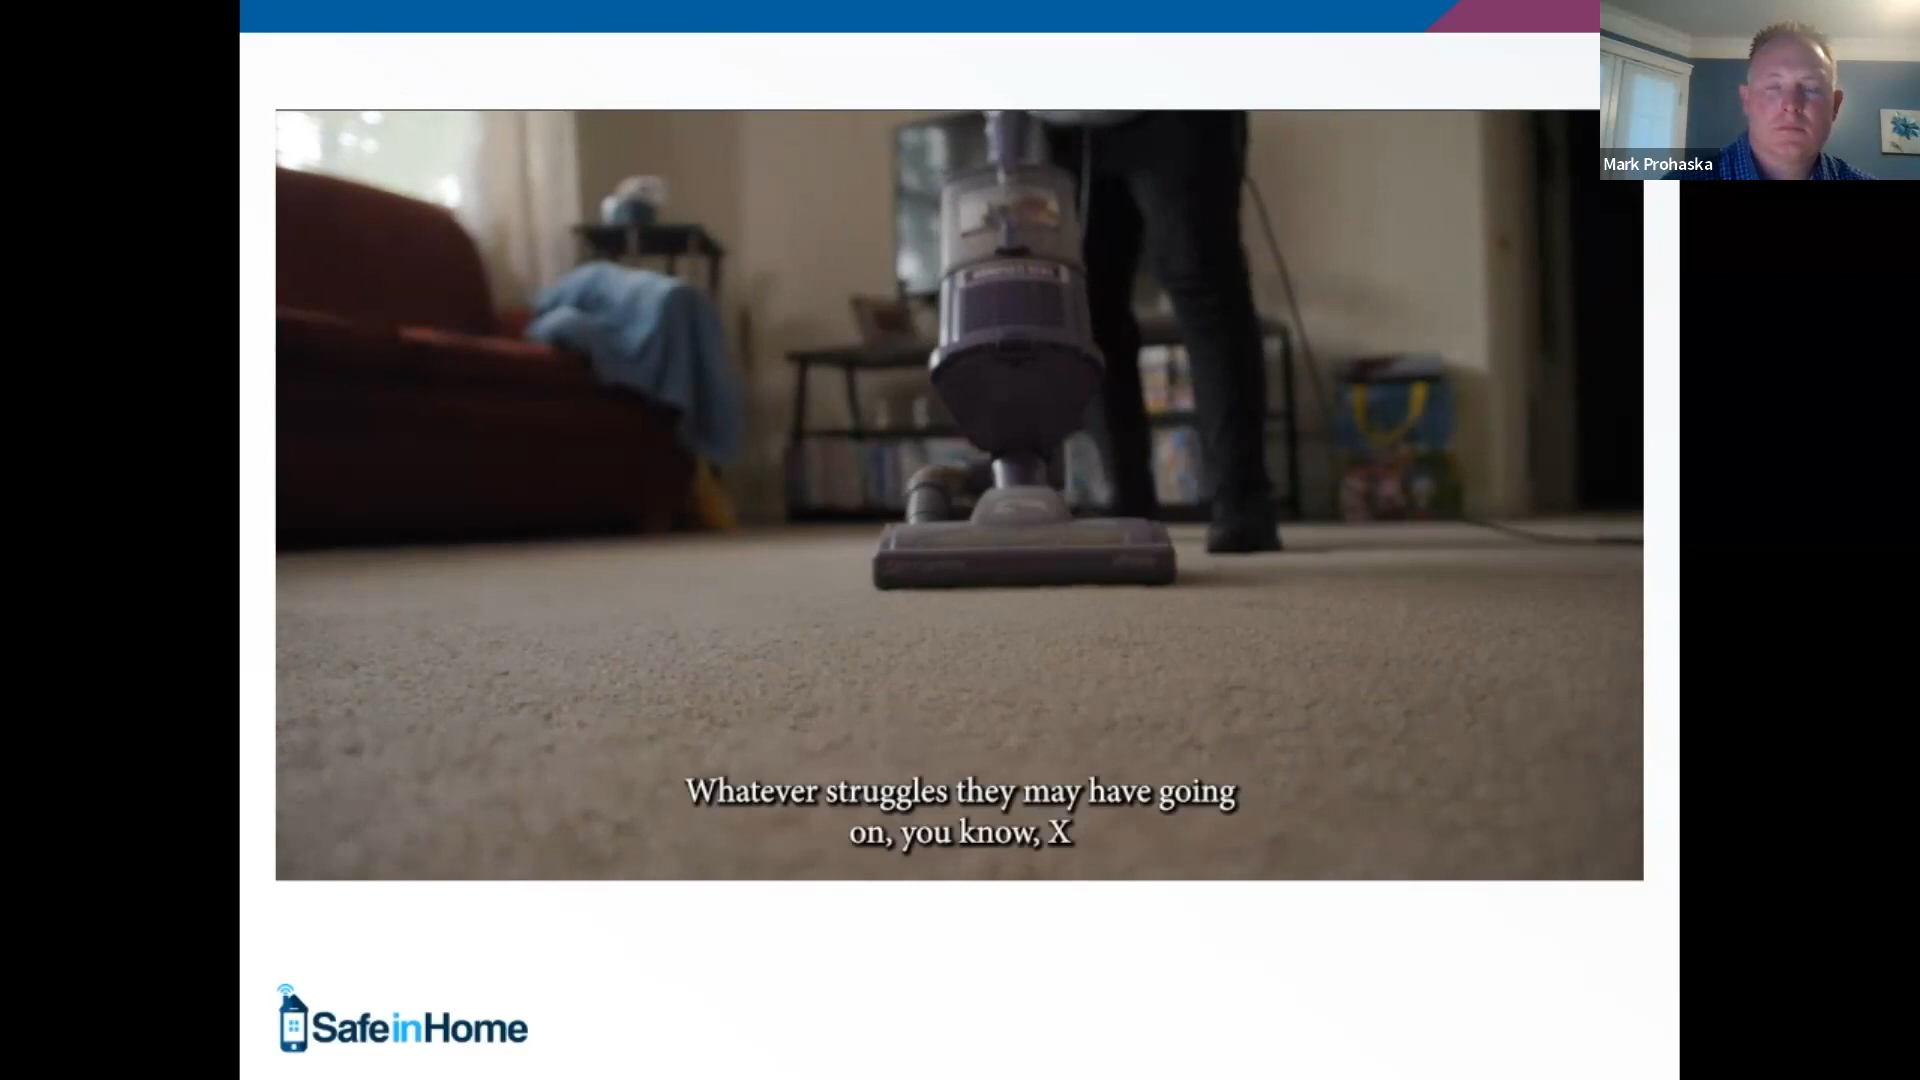 Mark Prohaska
Whatever struggles they may have going
on, you know, X
SafeinHome